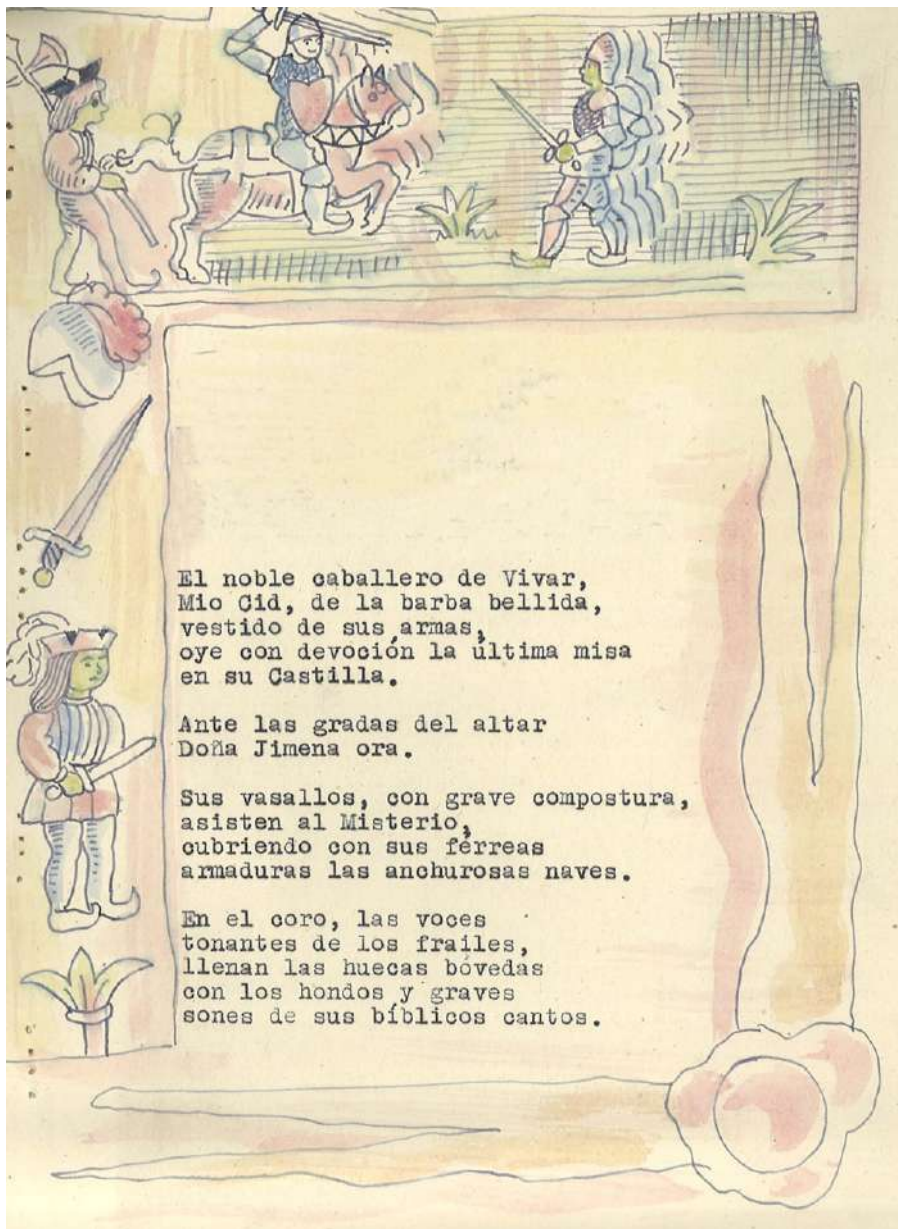 El noble caballero de Vivar,
Mio Cid, de la barba bellida,
vestido de sus armas,
oye con devoción la última misa
en su Castilla.
Ante las gradas del altar
Doña Jimena ora.
Sus vasallos, con grave compostura,
asisten al Misterio,
cubriendo con sus férreas
armaduras las anchurosas naves.
En el coro, las voces
tonantes de los frailes,
llenan las huecas bóvedas
con los hondos y graves
sones de sus bíblicos cantos.